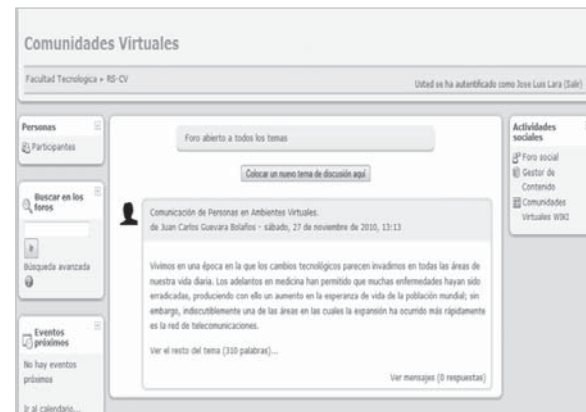 Comunidades Virtuales
Facultad Tecnologica ► RS-CV
Usted se ha autentificado como Jose Luis Lara (Salir)
Personas
Participantes
Buscar en los
foros
Ir
Búsqueda avanzada
Eventos
próximos
No hay eventos
próximos
Ir al calendario...
Foro abierto a todos los temas
Colocar un nuevo tema de discusión aquí
Comunicación de Personas en Ambientes Virtuales.
de Juan Carlos Guevara Bolaños - sábado, 27 de noviembre de 2010, 13:13
Vivimos en una época en la que los cambios tecnológicos parecen invadirnos en todas las áreas de
nuestra vida diaria. Los adelantos en medicina han permitido que muchas enfermedades hayan sido
erradicadas, produciendo con ello un aumento en la esperanza de vida de la población mundial; sin
embargo, indiscutiblemente una de las áreas en las cuales la expansión ha ocurrido más rápidamente
es la red de telecomunicaciones.
Ver el resto del tema (310 palabras)...
Ver mensajes (0 respuestas)
Actividades
sociales
Foro social
Gestor de
Contenido
Comunidades
Virtuales WIKI